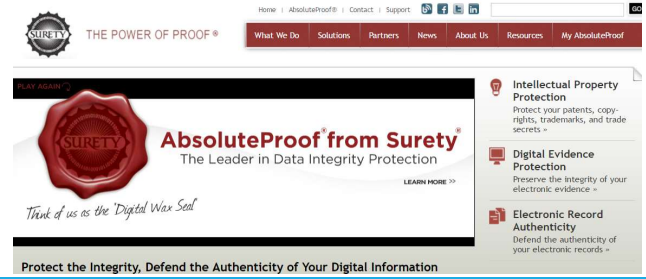 Home | AbsoluteProof® | Contact | Support
GO
SURETY
THE POWER OF PROOF ®
What We Do Solutions Partners News About Us Resources My AbsoluteProof
PLAY AGAIN
SURETY
AbsoluteProof® from Surety®
The Leader in Data Integrity Protection
LEARN MORE >>
Think of us as the "Digital Wax Seal"
Intellectual Property
Protection
Protect your patents, copy-
rights, trademarks, and trade
secrets »
Digital Evidence
Protection
Preserve the integrity of your
electronic evidence »
Electronic Record
Authenticity
Defend the authenticity of
your electronic records »
Protect the Integrity, Defend the Authenticity of Your Digital Information